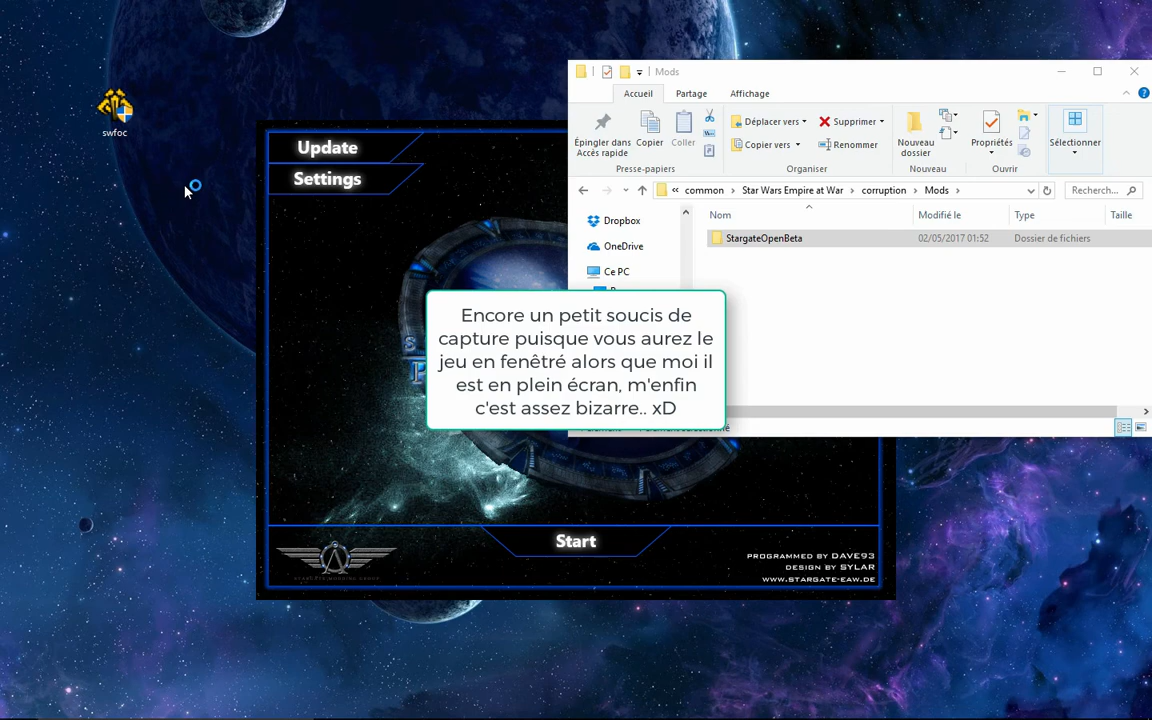 swfoc
Update
Settings
Mods
Accueil
Partage
Affichage
Épingler dans
Accès rapide
Copier
Coller
Déplacer vers
Copier vers
Supprimer
Renommer
Nouveau
dossier
Propriétés
Sélectionner
Presse-papiers
Organiser
Nouveau
Ouvrir
« common > Star Wars Empire at War > corruption > Mods >
Recherch...
Nom
Modifié le
Type
Taille
Dropbox
OneDrive
Ce PC
StargateOpenBeta
02/05/2017 01:52
Dossier de fichiers
Encore un petit soucis de
capture puisque vous aurez le
jeu en fenêtré alors que moi il
est en plein écran, m'enfin
c'est assez bizarre.. xD
Start
PROGRAMMED BY DAVE93
DESIGN BY SYLAR
WWW.STARGATE-EAW.DE